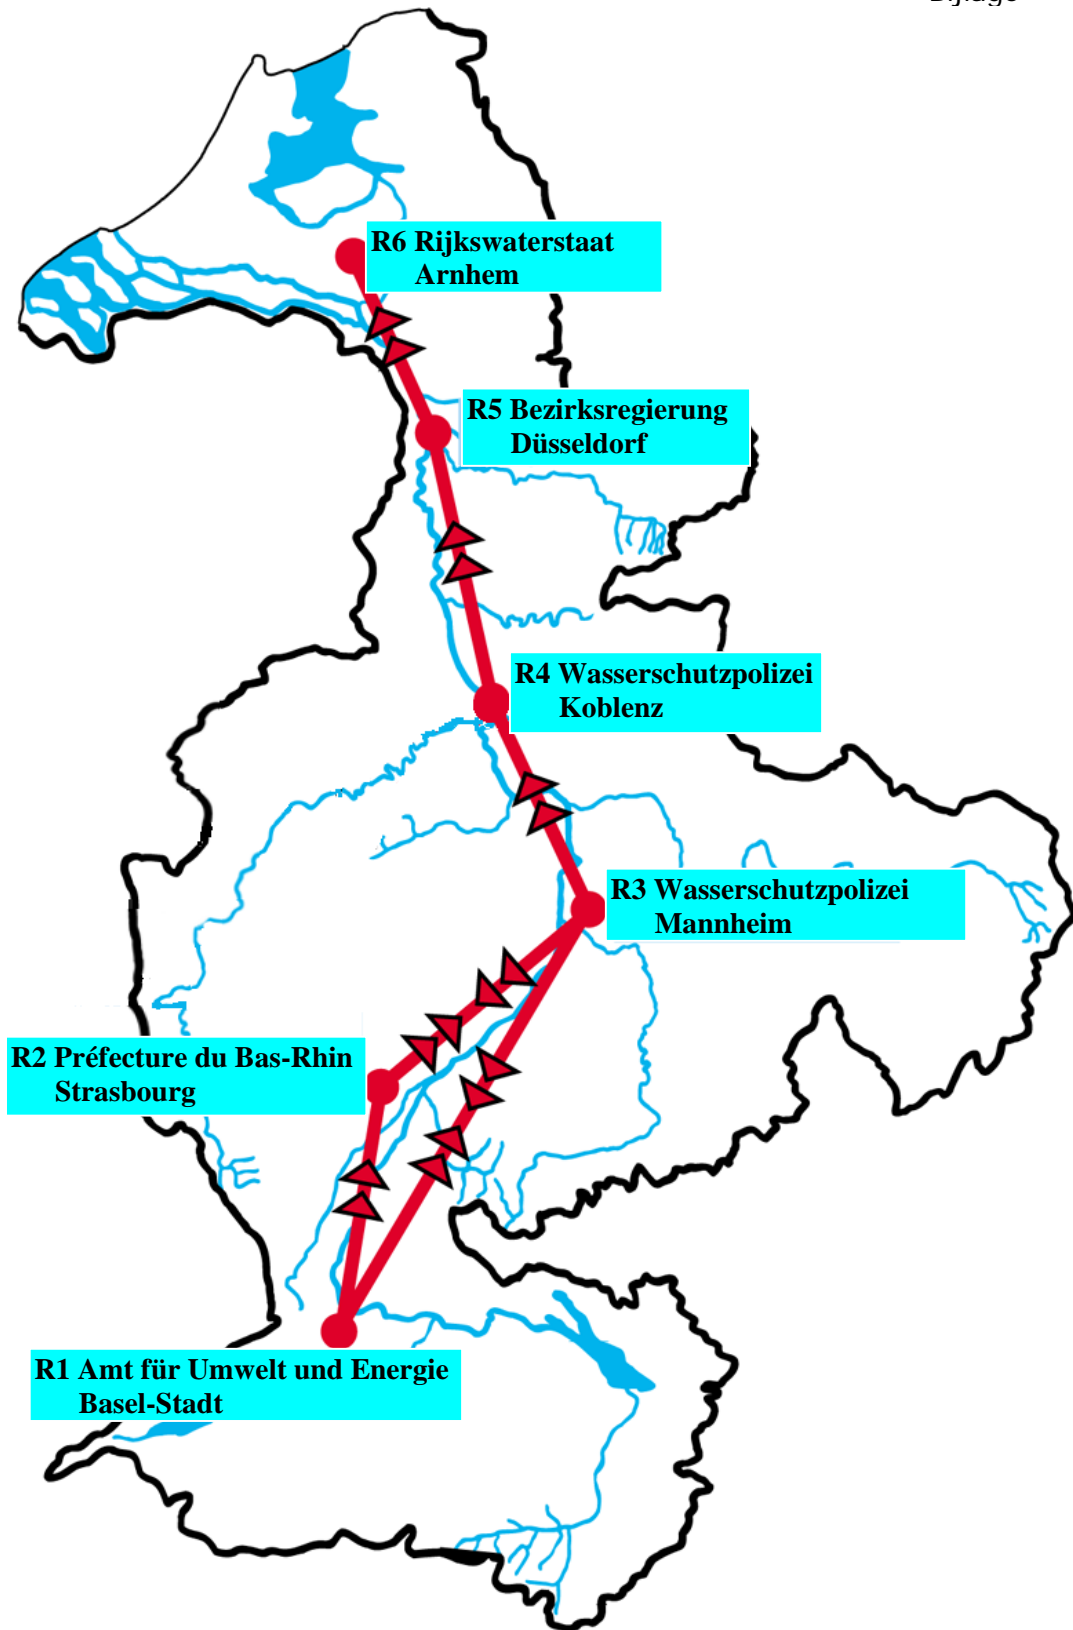 R6 Rijkswaterstaat
Arnhem
R5 Bezirksregierung
Düsseldorf
R4 Wasserschutzpolizei
Koblenz
R3 Wasserschutzpolizei
Mannheim
R2 Préfecture du Bas-Rhin
Strasbourg
R1 Amt für Umwelt und Energie
Basel-Stadt